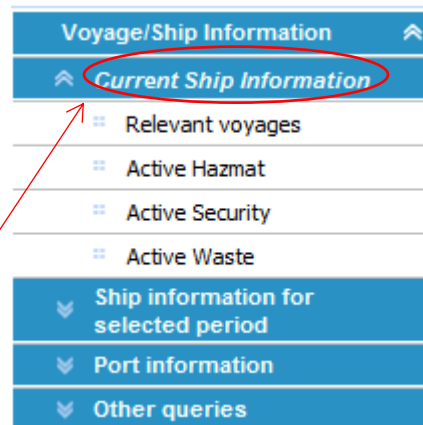 Voyage/Ship Information
Current Ship Information
Relevant voyages
Active Hazmat
Active Security
Active Waste
Ship information for
selected period
Port information
Other queries